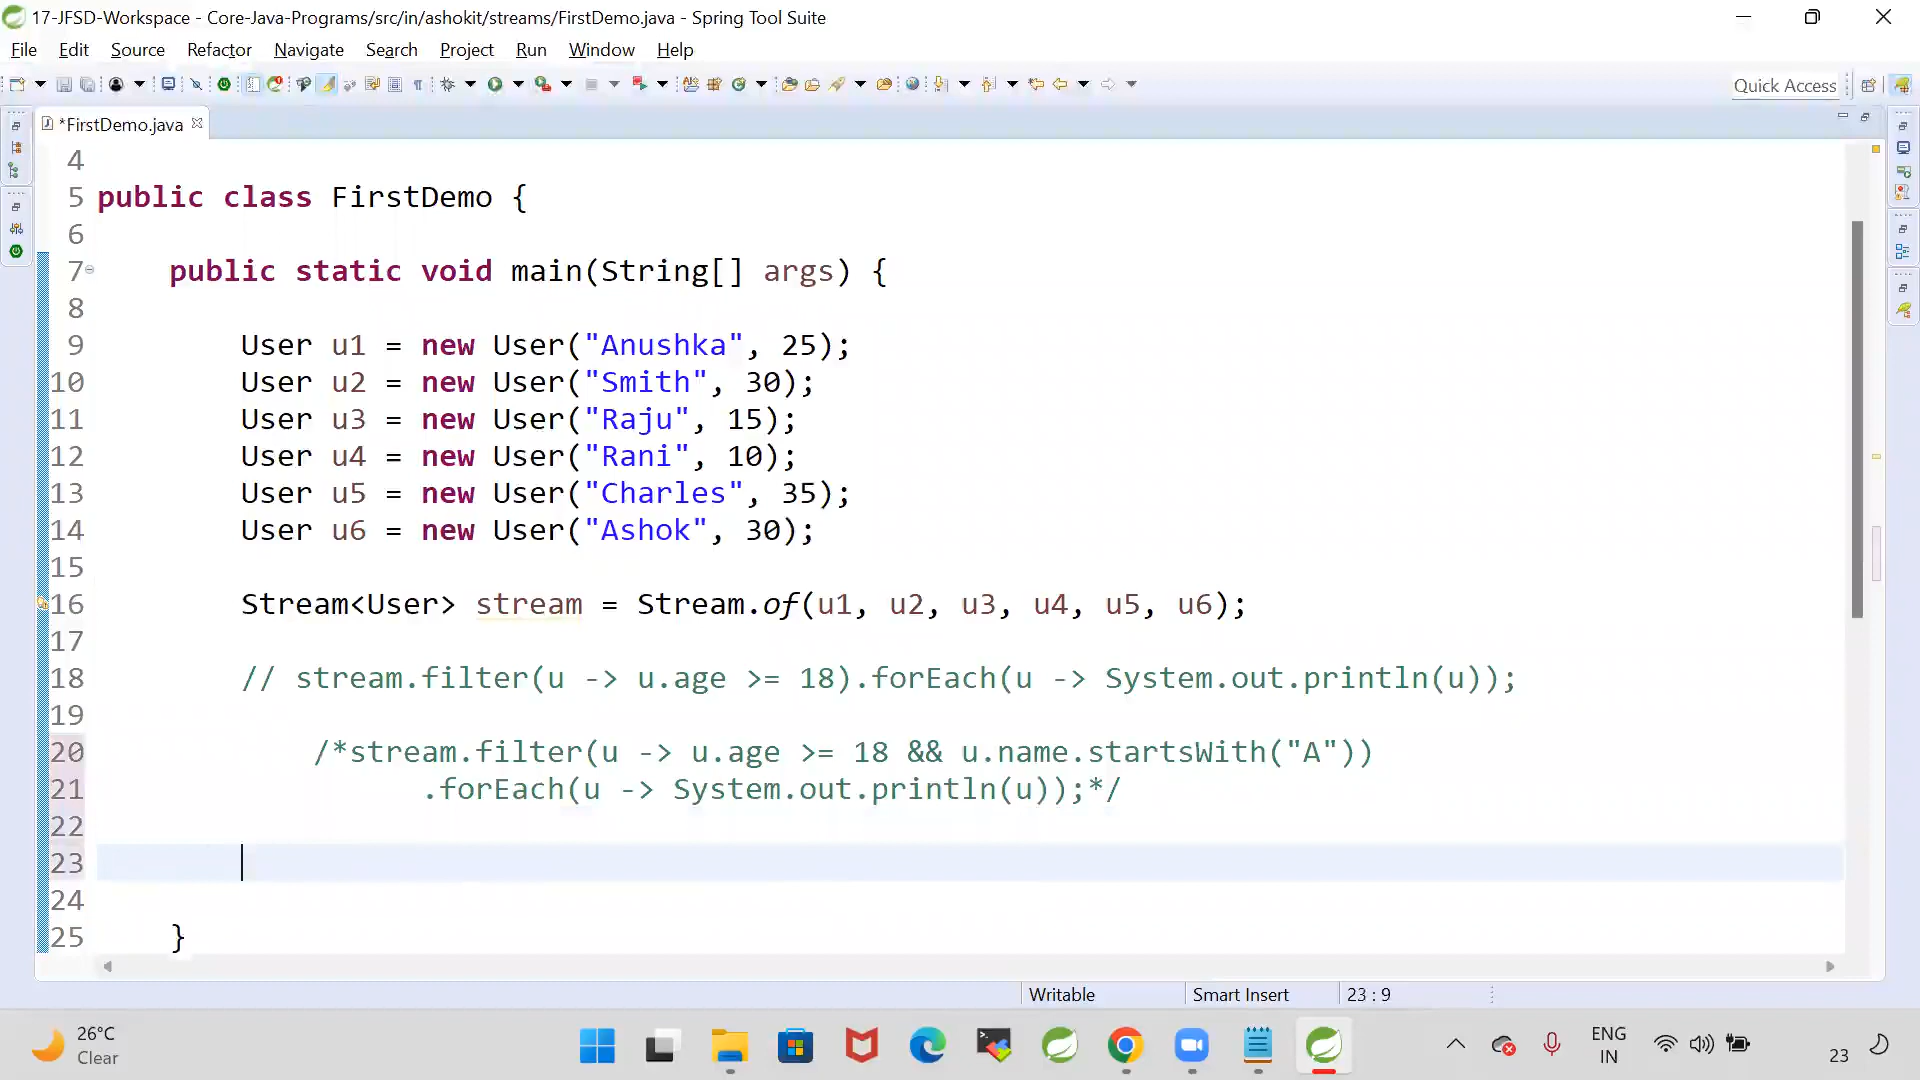 17-JFSD-Workspace - Core-Java-Programs/src/in/ashokit/streams/FirstDemo.java - Spring Tool Suite
File Edit Source Refactor Navigate Search Project Run Window Help
Quick Access
*FirstDemo.java
4
5 public class FirstDemo {
6
7 public static void main(String[] args) {
8
9 User u1 = new User("Anushka", 25);
10 User u2 = new User("Smith", 30);
11 User u3 = new User("Raju", 15);
12 User u4 = new User("Rani", 10);
13 User u5 = new User("Charles", 35);
14 User u6 = new User("Ashok", 30);
15
16 Stream<User> stream = Stream.of(u1, u2, u3, u4, u5, u6);
17
18 // stream.filter(u -> u.age >= 18).forEach(u -> System.out.println(u));
19
20 /*stream.filter(u -> u.age >= 18 && u.name.startsWith("A"))
21 .forEach(u -> System.out.println(u));*/
22
23
24
25 }
Writable Smart Insert 23 : 9
26°C
Clear
ENG
IN
23